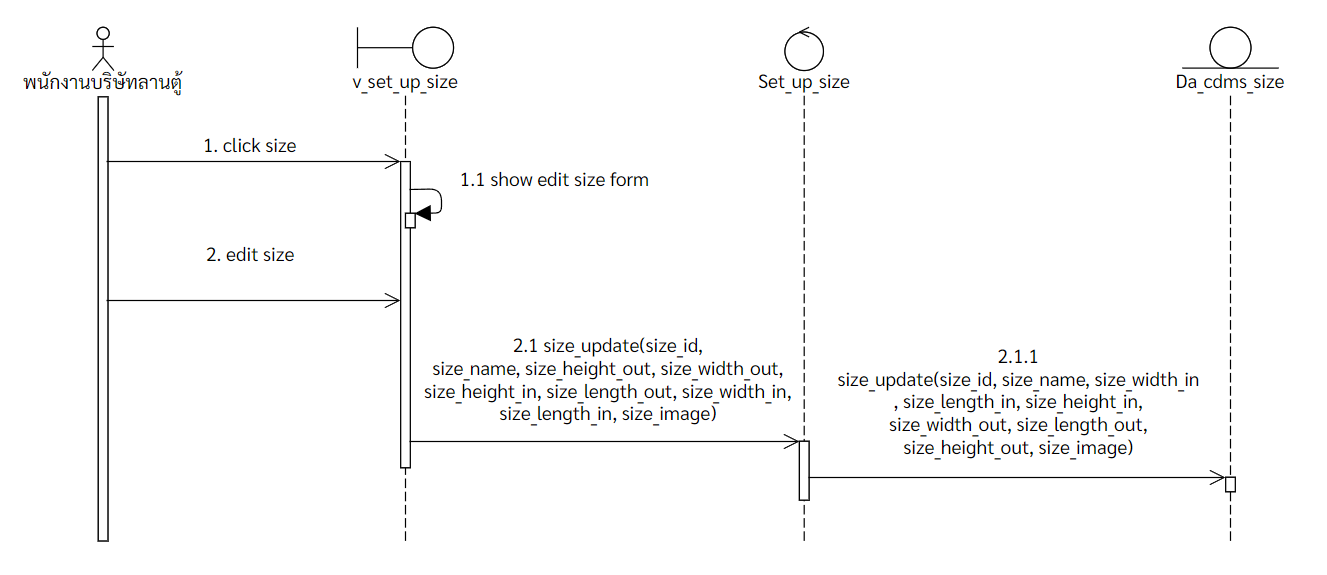 พนักงานบริษัทลานตู้
v_set_up_size
Set_up_size
Da_cdms_size
1. click size
1.1 show edit size form
2. edit size
2.1 size_update(size_id,
size_name, size_height_out, size_width_out,
size_height_in, size_length_out, size_width_in,
size_length_in, size_image)
2.1.1
size_update(size_id, size_name, size_width_in
, size_length_in, size_height_in,
size_width_out, size_length_out,
size_height_out, size_image)